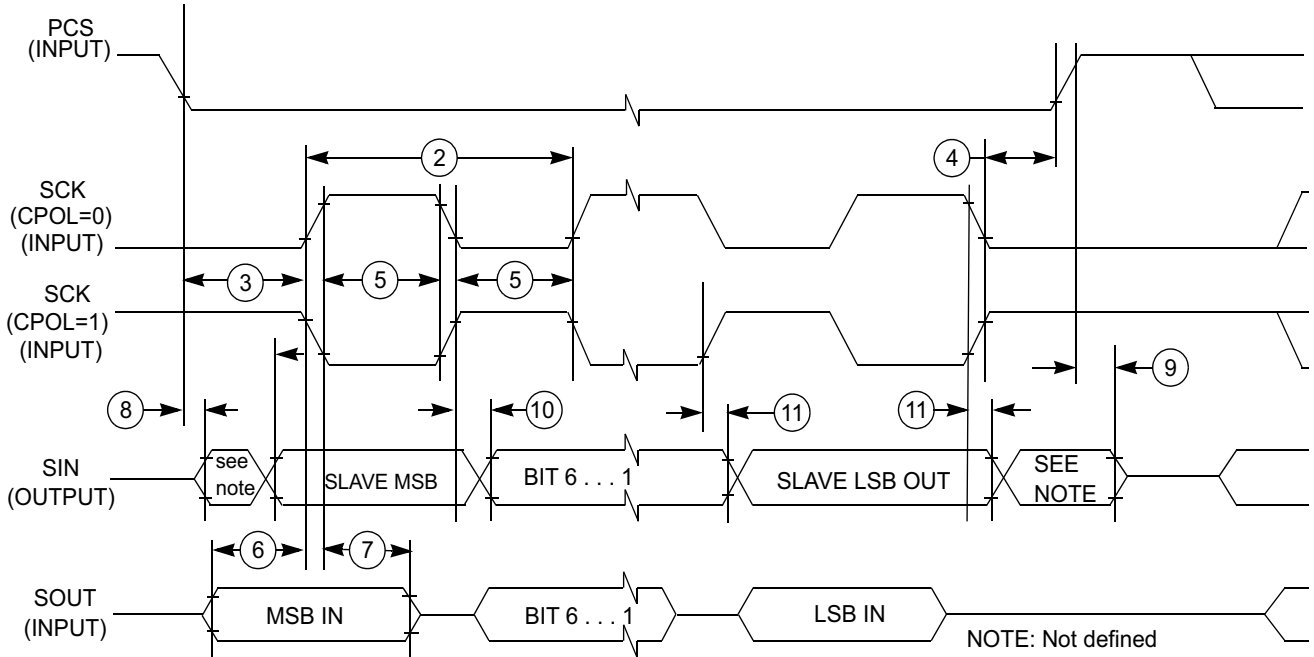 PCS
(INPUT)
2
4
SCK
(CPOL=0)
(INPUT)
3
5
5
SCK
(CPOL=1)
(INPUT)
9
8
10
11
11
SIN
(OUTPUT)
see
note
SLAVE MSB
BIT 6 . . . 1
SLAVE LSB OUT
SEE
NOTE
6
7
SOUT
(INPUT)
MSB IN
BIT 6 . . . 1
LSB IN
NOTE: Not defined